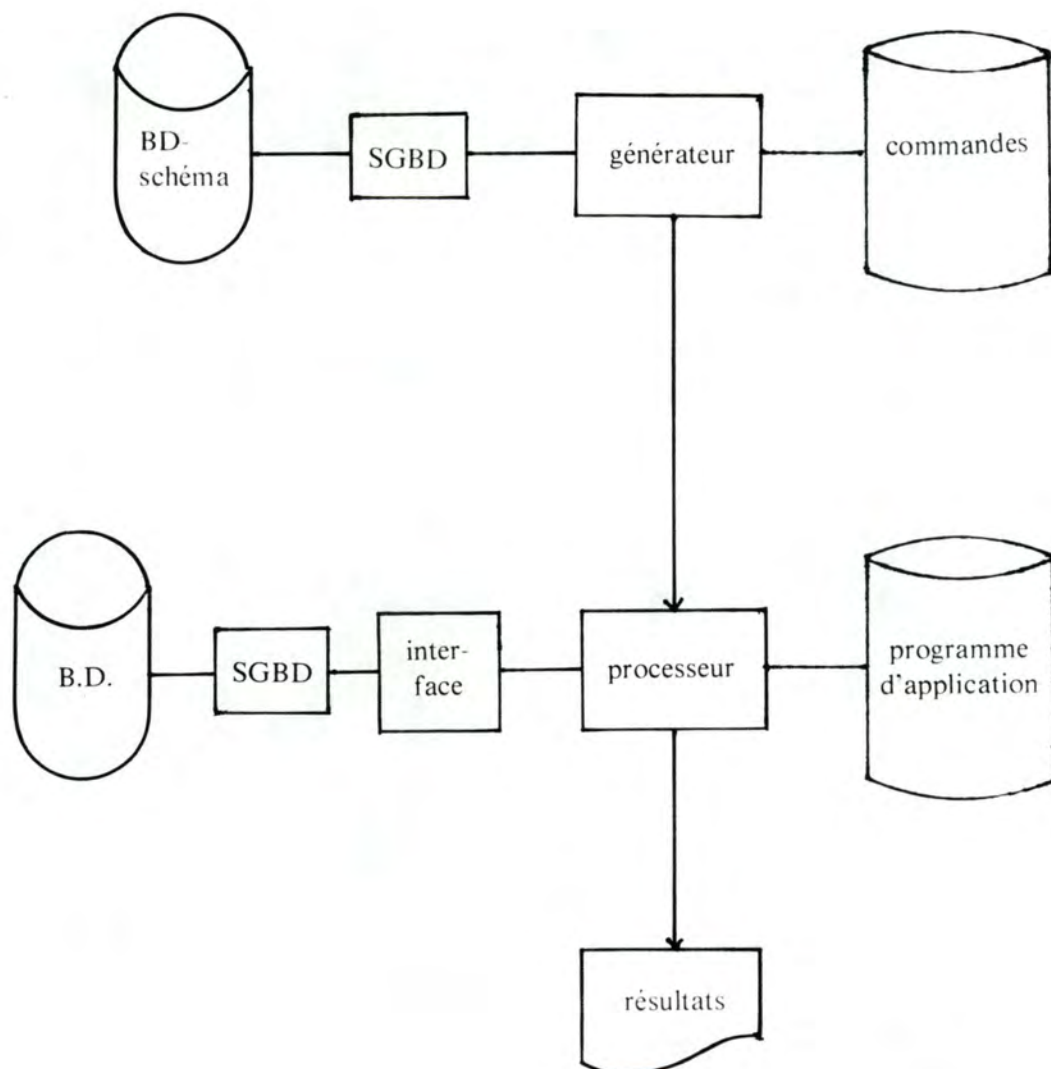 BD-
schéma
SGBD
générateur
commandes
B.D.
SGBD
inter-
face
processeur
programme
d'application
résultats